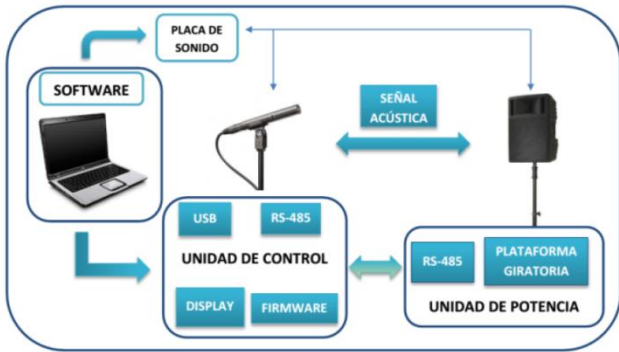 PLACA DE
SONIDO
SOFTWARE
SEÑAL
ACÚSTICA
USB
RS-485
UNIDAD DE CONTROL
DISPLAY
FIRMWARE
RS-485
PLATAFORMA
GIRATORIA
UNIDAD DE POTENCIA